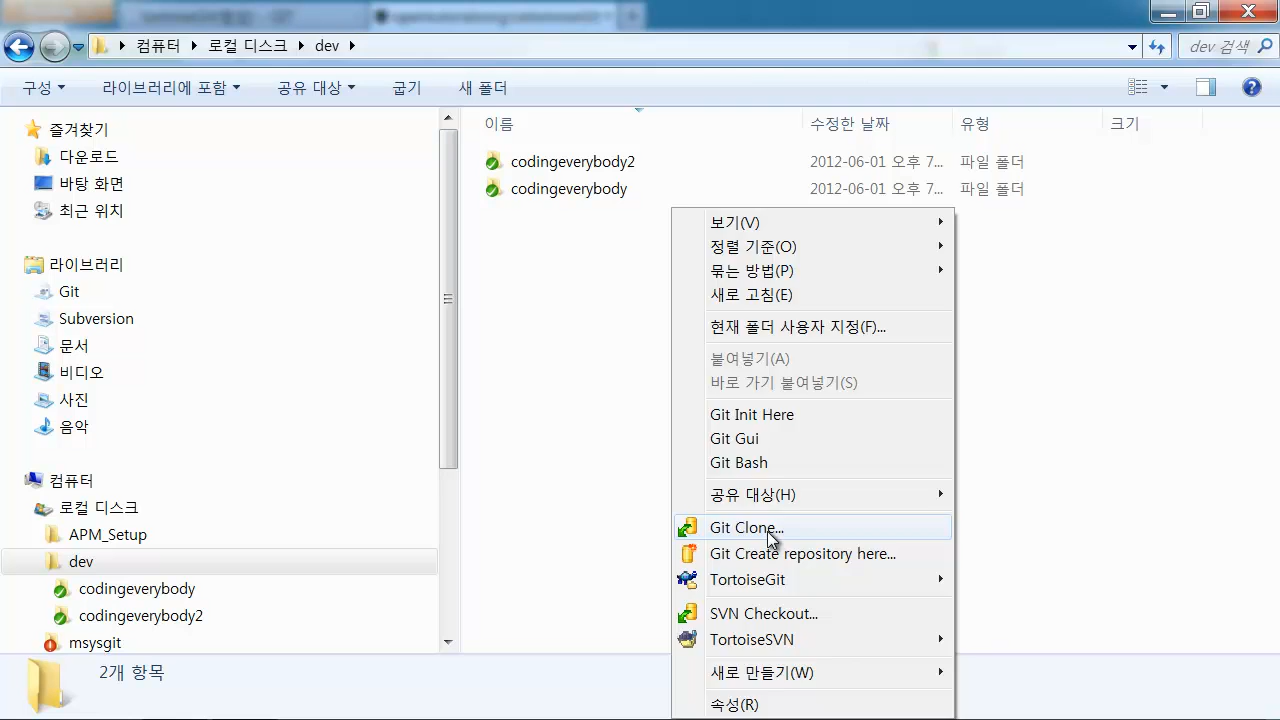 컴퓨터 로컬 디스크 dev
dev 검색
구성 라이브러리에 포함 공유 대상 굽기 새 폴더
즐겨찾기
다운로드
바탕 화면
최근 위치
라이브러리
Git
Subversion
문서
비디오
사진
음악
컴퓨터
로컬 디스크
APM_Setup
dev
codingeverybody
codingeverybody2
msysgit
이름 수정한 날짜 유형 크기
codingeverybody2 2012-06-01 오후 7... 파일 폴더
codingeverybody 2012-06-01 오후 7... 파일 폴더
보기(V)
정렬 기준(O)
묶는 방법(P)
새로 고침(E)
현재 폴더 사용자 지정(F)...
붙여넣기(A)
바로 가기 붙여넣기(S)
Git Init Here
Git Gui
Git Bash
공유 대상(H)
Git Clone...
Git Create repository here...
TortoiseGit
SVN Checkout...
TortoiseSVN
새로 만들기(W)
속성(R)
2개 항목